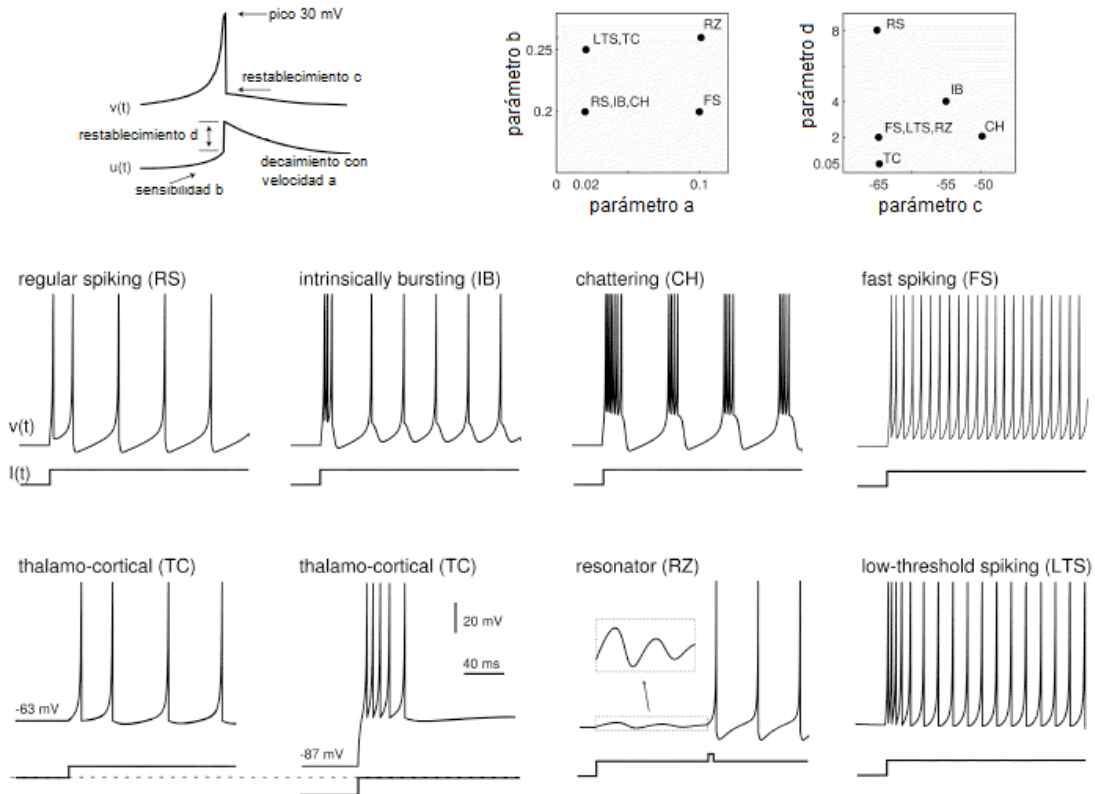 pico 30 mV
restablecimiento c
v(t)
restablecimiento d
u(t)
decaimiento con
velocidad a
sensibilidad b
parámetro b
0.25
0.2
LTS,TC
RZ
RS,IB,CH
FS
0
0.02
0.1
parámetro a
parámetro d
8
4
2
0.05
RS
IB
FS,LTS,RZ
CH
TC
-65
-55
-50
parámetro c
regular spiking (RS)
intrinsically bursting (IB)
chattering (CH)
fast spiking (FS)
v(t)
I(t)
thalamo-cortical (TC)
thalamo-cortical (TC)
resonator (RZ)
low-threshold spiking (LTS)
20 mV
40 ms
-63 mV
-87 mV